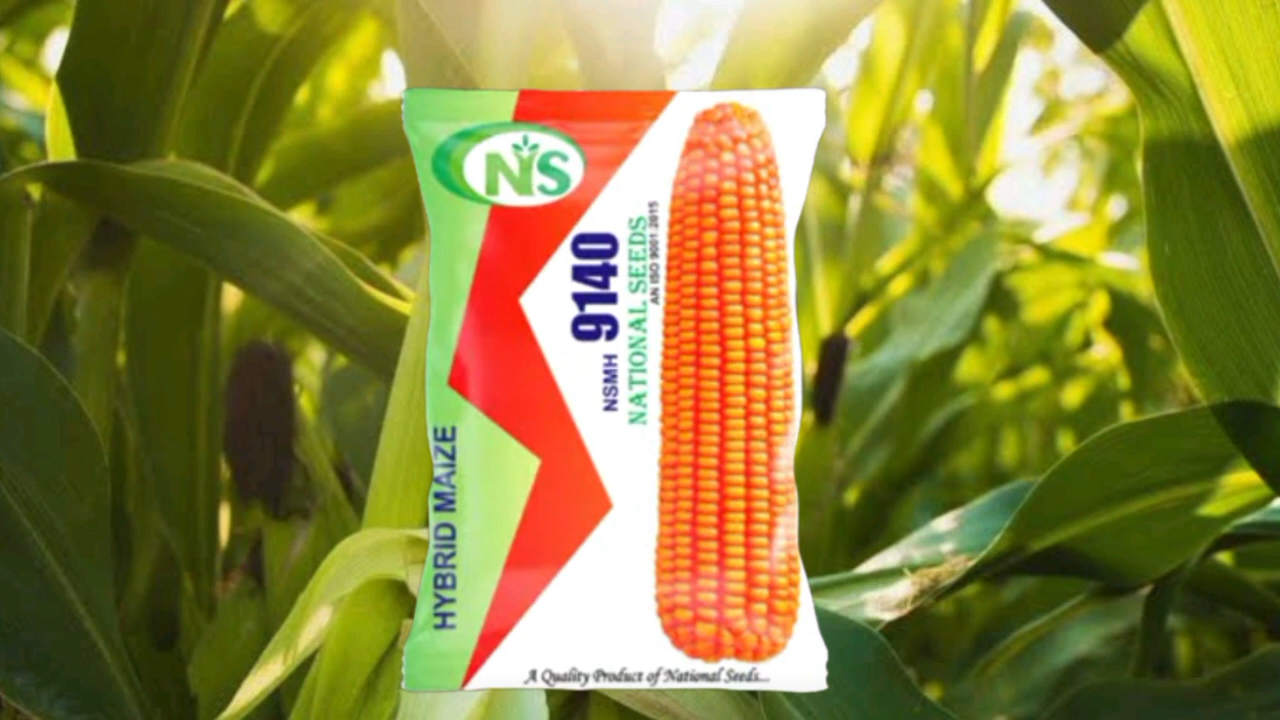 NS
NSMH 9140
NATIONAL SEEDS
AN ISO 9001:2015
HYBRID MAIZE
A Quality Product of National Seeds...